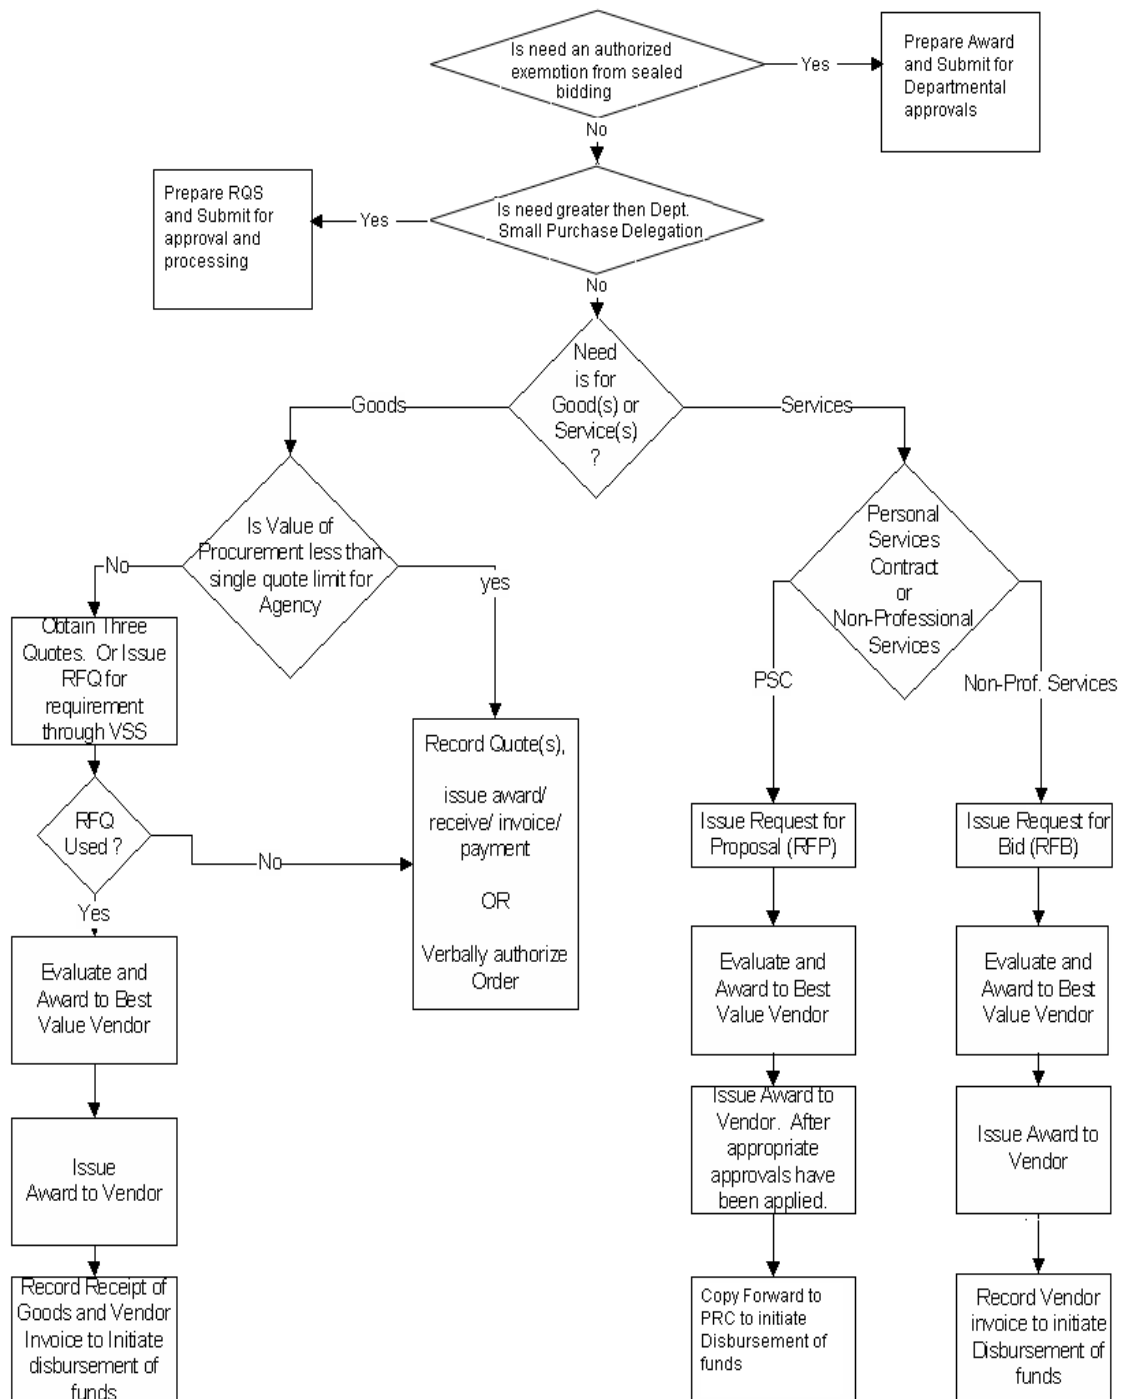 Is need an authorized
exemption from sealed
bidding
Yes
Prepare Award
and Submit for
Departmental
approvals
No
Prepare RQS
and Submit for
approval and
processing
Yes
Is need greater then Dept.
Small Purchase Delegation
No
Need
is for
Good(s) or
Service(s)
?
Goods
Services
Is Value of
Procurement less than
single quote limit for
Agency
No
yes
Personal
Services
Contract
or
Non-Professional
Services
PSC
Non-Prof. Services
Obtain Three
Quotes. Or Issue
RFQ for
requirement
through VSS
RFQ
Used ?
No
Yes
Record Quote(s),
issue award/
receive/ invoice/
payment
OR
Verbally authorize
Order
Issue Request for
Proposal (RFP)
Issue Request for
Bid (RFB)
Evaluate and
Award to Best
Value Vendor
Evaluate and
Award to Best
Value Vendor
Evaluate and
Award to Best
Value Vendor
Issue
Award to Vendor
Issue Award to
Vendor. After
appropriate
approvals have
been applied.
Issue Award to
Vendor
Record Receipt of
Goods and Vendor
Invoice to Initiate
disbursement of
funds
Copy Forward to
PRC to initiate
Disbursement of
funds
Record Vendor
invoice to initiate
Disbursement of
funds